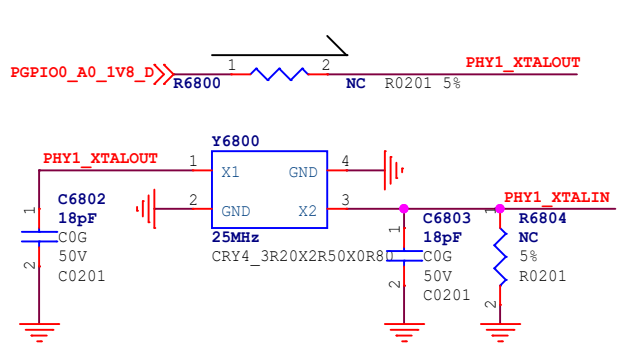 1 2 PHY1_XTALOUT
PGPIO0_A0_1V8_D
R6800 NC R0201 5%
Y6800
PHY1_XTALOUT 1 X1 GND 4
C6802
1 18pF
C0G
50V
2 C0201
2 GND X2 3 PHY1_XTALIN
25MHz
CRY4_3R20X2R50X0R80
C6803
1 18pF
C0G
50V
2 C0201
1 R6804
NC
5%
R0201
2